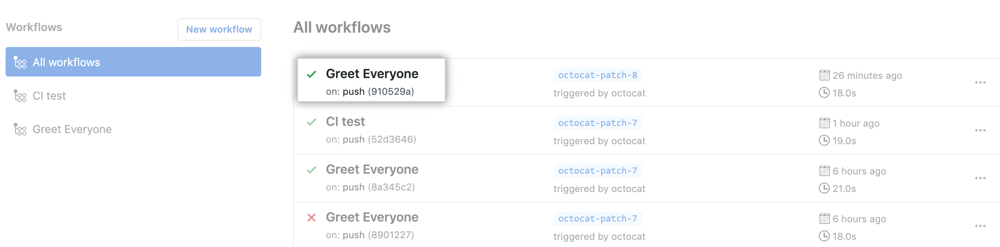 Workflows
New workflow
All workflows
CI test
Greet Everyone
All workflows
Greet Everyone
on: push (910529a)
octocat-patch-8
triggered by octocat
26 minutes ago
18.0s
CI test
on: push (52d3646)
octocat-patch-7
triggered by octocat
1 hour ago
19.0s
Greet Everyone
on: push (8a345c2)
octocat-patch-7
triggered by octocat
6 hours ago
21.0s
Greet Everyone
on: push (8901227)
octocat-patch-7
triggered by octocat
6 hours ago
18.0s